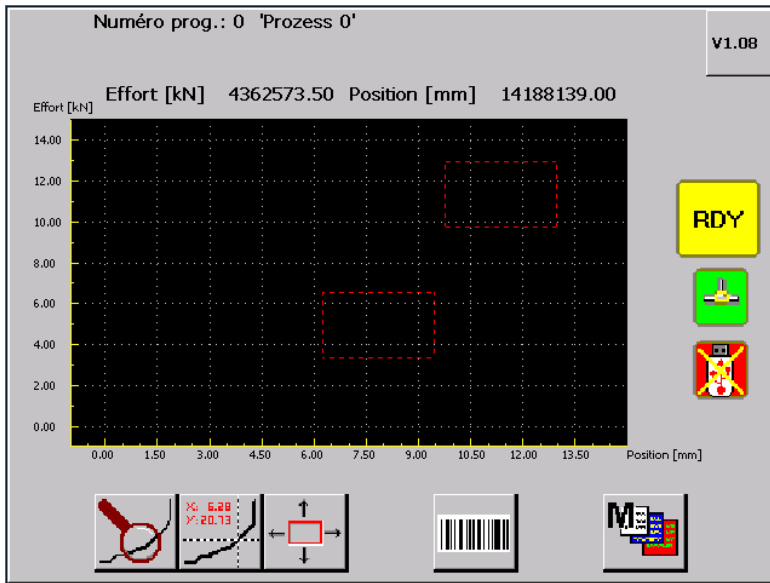 Numéro prog.: 0 'Prozess 0'
V1.08
Effort [kN] 4362573.50 Position [mm] 14188139.00
Effort [kN]
14.00
12.00
10.00
8.00
6.00
4.00
2.00
0.00
0.00 1.50 3.00 4.50 6.00 7.50 9.00 10.50 12.00 13.50 Position [mm]
RDY
X: 6.28
Y:20.73
M